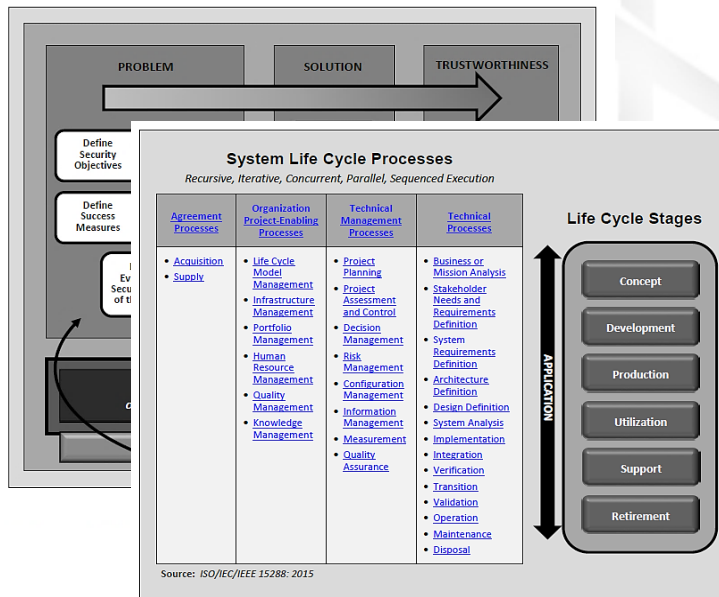 PROBLEM
SOLUTION
TRUSTWORTHINESS
Define
Security
Objectives
Define
Success
Measures
of th
System Life Cycle Processes
Recursive, Iterative, Concurrent, Parallel, Sequenced Execution
Agreement
Processes
Organization
Project-Enabling
Processes
Technical
Management
Processes
Technical
Processes
• Acquisition
• Supply
• Life Cycle
Model
Management
• Infrastructure
Management
• Portfolio
Management
• Human
Resource
Management
• Quality
Management
• Knowledge
Management
• Project
Planning
• Project
Assessment
and Control
• Decision
Management
• Risk
Management
• Configuration
Management
• Information
Management
• Measurement
• Quality
Assurance
• Business or
Mission Analysis
• Stakeholder
Needs and
Requirements
Definition
• System
Requirements
Definition
• Architecture
Definition
• Design Definition
• System Analysis
• Implementation
• Integration
• Verification
• Transition
• Validation
• Operation
• Maintenance
• Disposal
Source: ISO/IEC/IEEE 15288: 2015
APPLICATION
Life Cycle Stages
Concept
Development
Production
Utilization
Support
Retirement